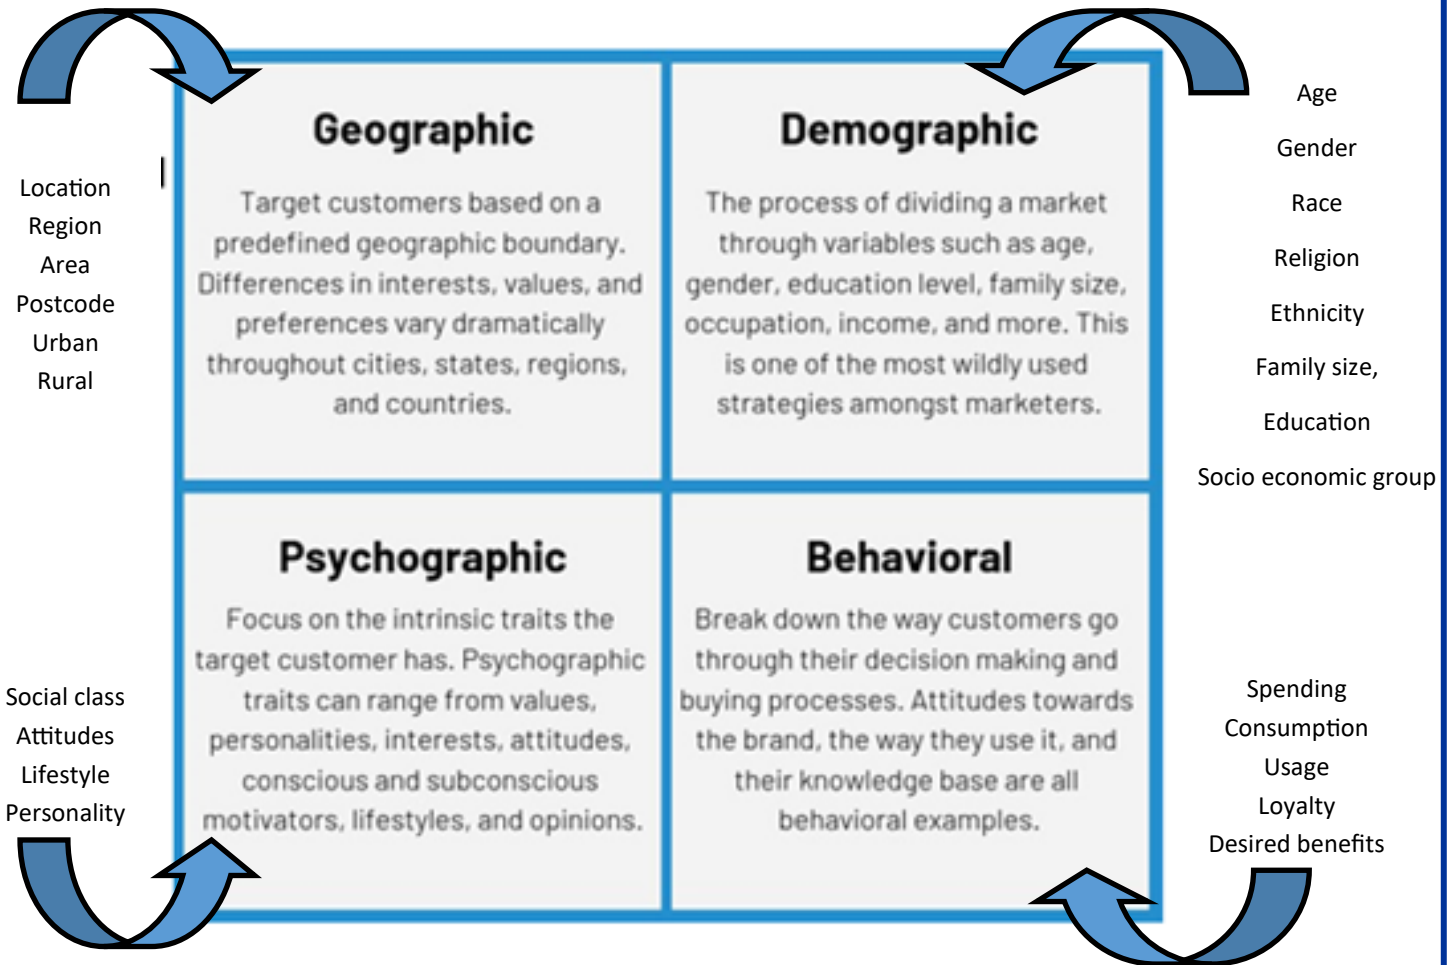 Geographic
Target customers based on a
predefined geographic boundary.
Differences in interests, values, and
preferences vary dramatically
throughout cities, states, regions,
and countries.
Location
Region
Area
Postcode
Urban
Rural
Demographic
The process of dividing a market
through variables such as age,
gender, education level, family size,
occupation, income, and more. This
is one of the most wildly used
strategies amongst marketers.
Age
Gender
Race
Religion
Ethnicity
Family size,
Education
Socio economic group
Psychographic
Focus on the intrinsic traits the
target customer has. Psychographic
traits can range from values,
personalities, interests, attitudes,
conscious and subconscious
motivators, lifestyles, and opinions.
Social class
Attitudes
Lifestyle
Personality
Behavioral
Break down the way customers go
through their decision making and
buying processes. Attitudes towards
the brand, the way they use it, and
their knowledge base are all
behavioral examples.
Spending
Consumption
Usage
Loyalty
Desired benefits